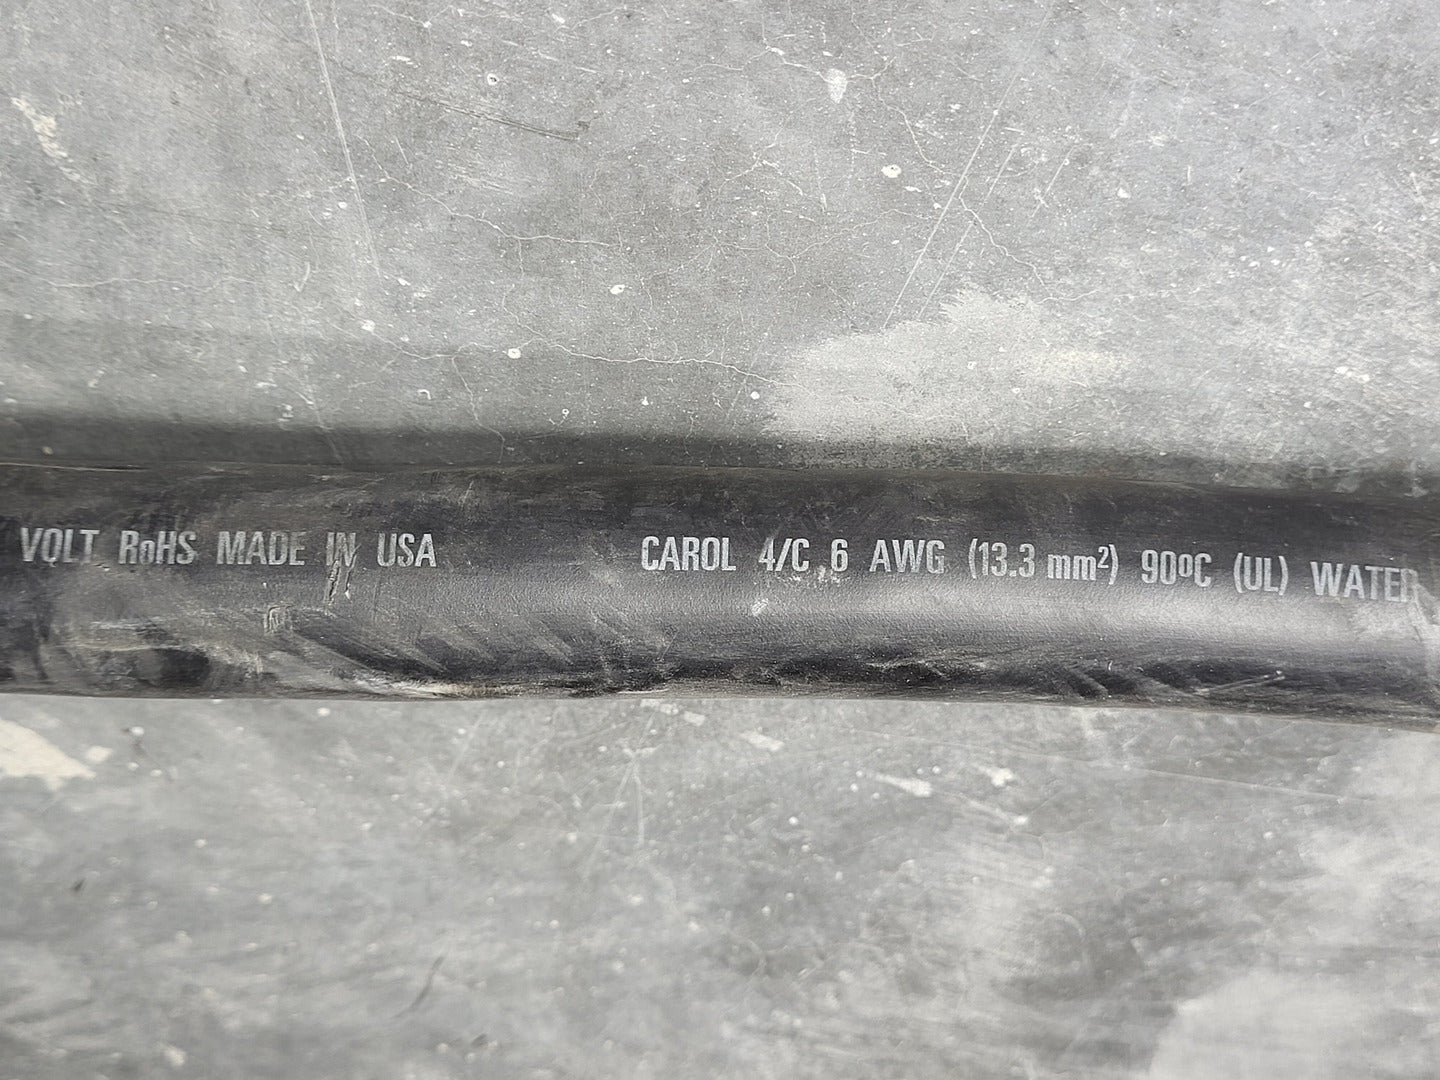 VOLT RoHS MADE IN USA CAROL 4/C 6 AWG (13.3 mm²) 90ºC (UL) WATER